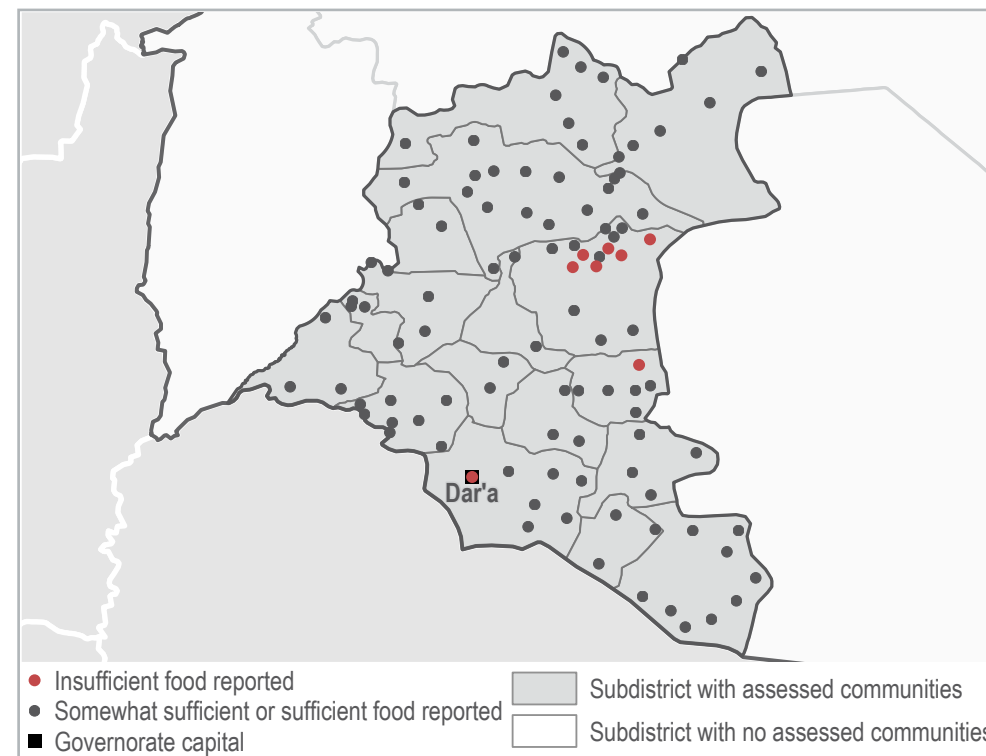 Dar'a
Insufficient food reported
Somewhat sufficient or sufficient food reported
Governorate capital
Subdistrict with assessed communities
Subdistrict with no assessed communities